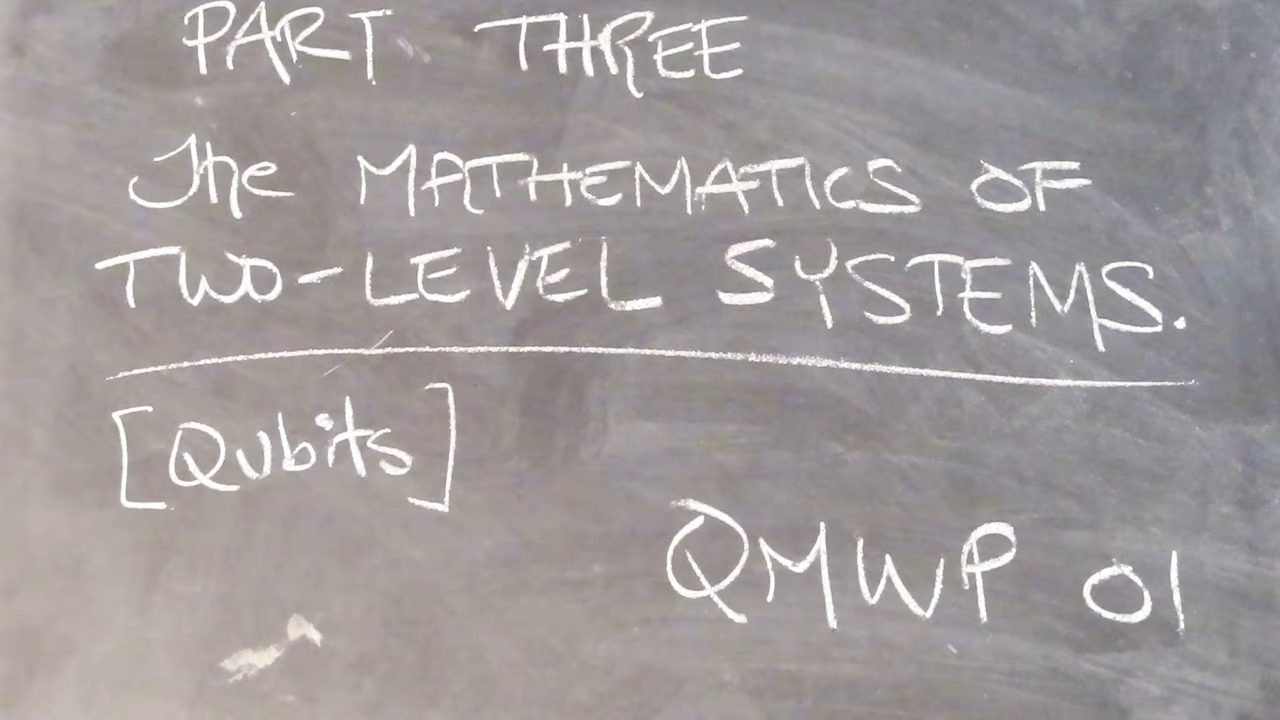 PART THREE
The MATHEMATICS OF
TWO-LEVEL SYSTEMS.
[Qubits]
QMWP 01